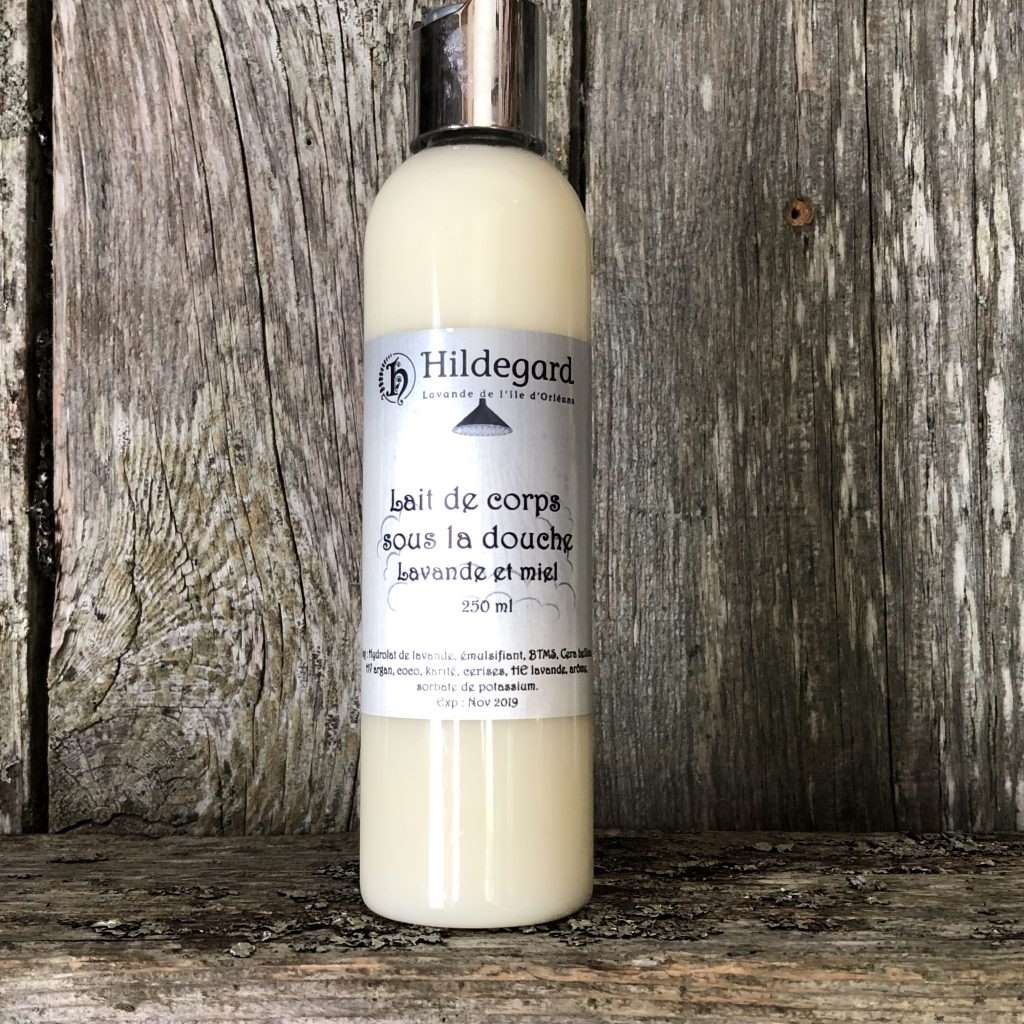 h Hildegard
Lavande de l'île d'Orléans
Lait de corps
sous la douche
Lavande et miel
250 ml
: Hydrolat de lavande, émulsifiant, BTMS, Cera
HV argan, coco, karité, cerises, HE lavande, arôme,
sorbate de potassium.
Exp : Nov 2019